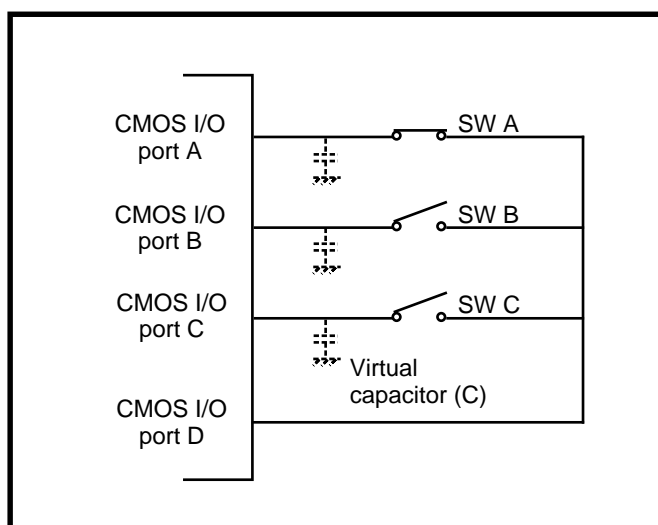 CMOS I/O
port A
SW A
CMOS I/O
port B
SW B
CMOS I/O
port C
SW C
Virtual
capacitor (C)
CMOS I/O
port D